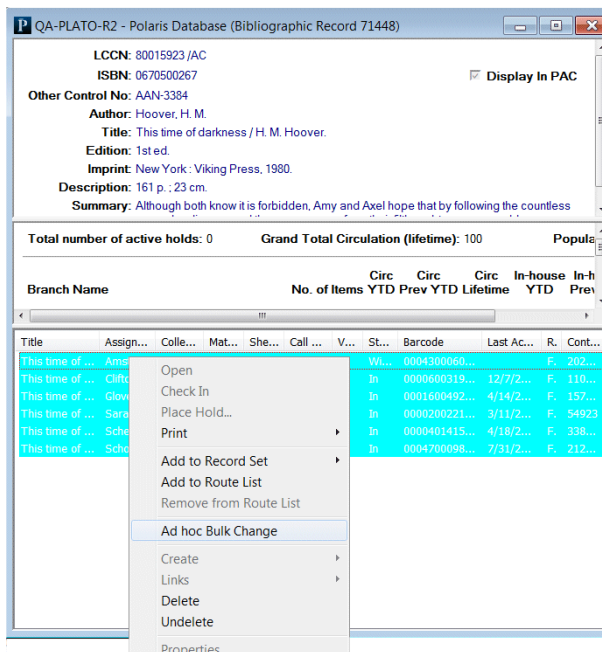 QA-PLATO-R2 - Polaris Database (Bibliographic Record 71448)
LCCN: 80015923 /AC
ISBN: 0670500267
Display In PAC
Other Control No: AAN-3384
Author: Hoover, H. M.
Title: This time of darkness / H. M. Hoover.
Edition: 1st ed.
Imprint: New York : Viking Press, 1980.
Description: 161 p. ; 23 cm.
Summary: Although both know it is forbidden, Amy and Axel hope that by following the countless
Total number of active holds: 0 Grand Total Circulation (lifetime): 100 Popula
Circ Circ Circ In-house In-h
Branch Name No. of Items YTD Prev YTD Lifetime YTD Prev
Title Assign... Colle... Mat... She... Call ... V... St... Barcode Last Ac... R. Cont...
This time of ... Ams Wi... 0004300060... F. 202...
This time of ... Clifto In 0000600319... 12/7/2... F. 110...
This time of ... Glove In 0001600492... 4/14/2... F. 157...
This time of ... Sara In 0000200221... 3/11/2... F. 54923
This time of ... Sche In 0000401415... 4/18/2... F. 338...
This time of ... Scho In 0004700098... 7/31/2... F. 212...
Open
Check In
Place Hold...
Print
Add to Record Set
Add to Route List
Remove from Route List
Ad hoc Bulk Change
Create
Links
Delete
Undelete
Properties